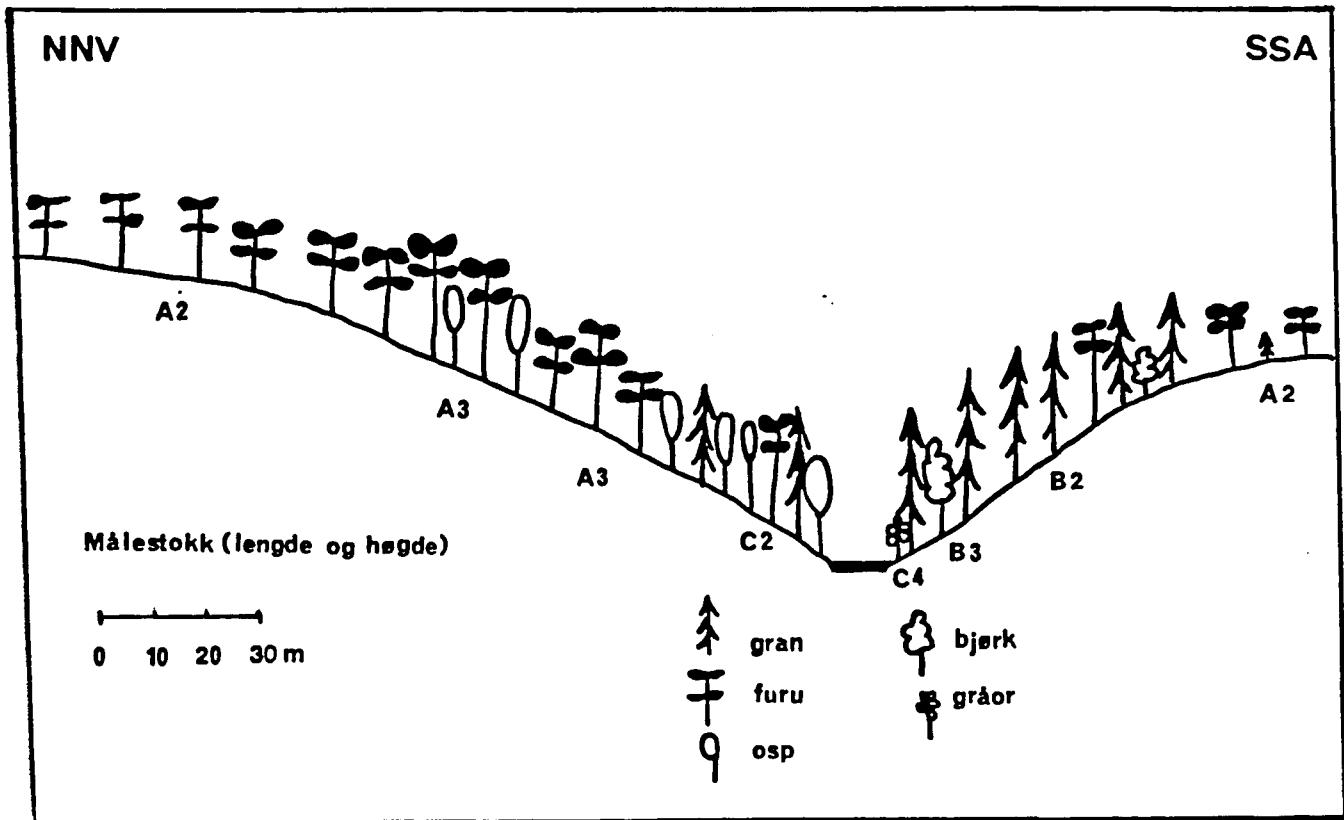 NNV
SSA
A2
A3
A3
C2
C4
B3
B2
A2
Målestokk (lengde og høgde)
0 10 20 30 m
gran
furu
osp
bjørk
gråor